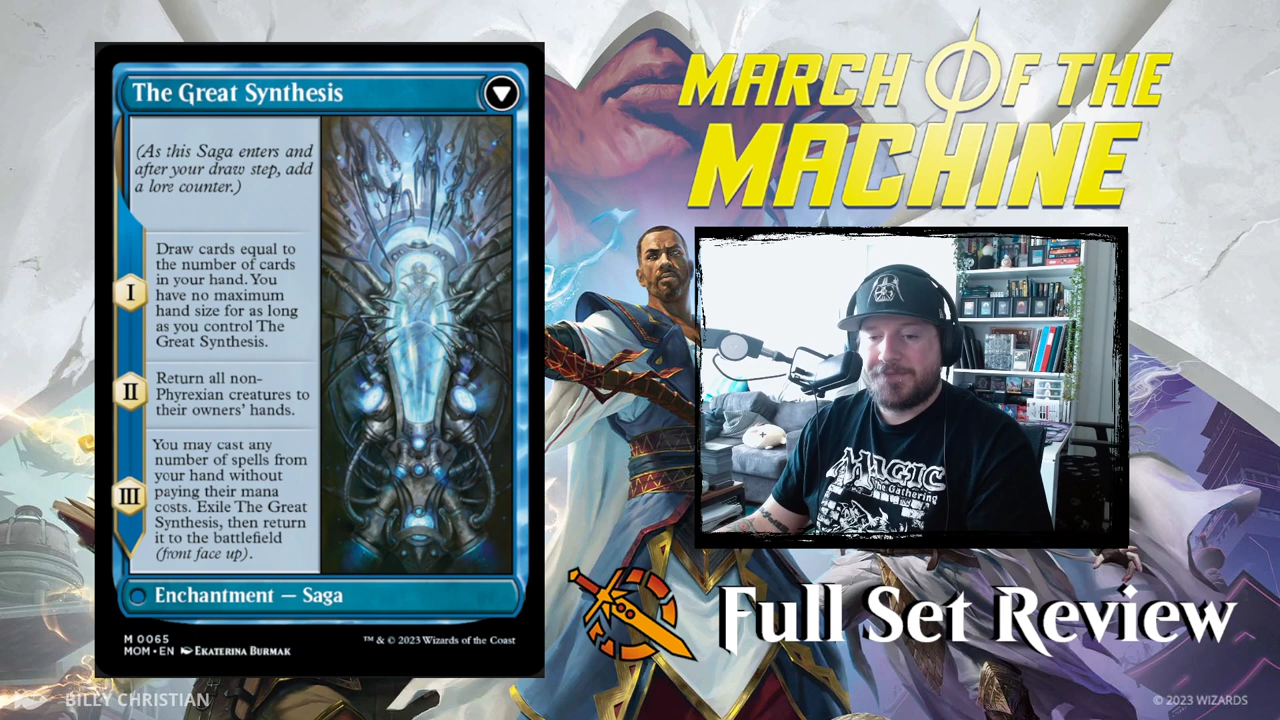 The Great Synthesis
(As this Saga enters and
after your draw step, add
a lore counter.)
I
Draw cards equal to
the number of cards
in your hand. You
have no maximum
hand size for as long
as you control The
Great Synthesis.
II
Return all non-
Phyrexian creatures to
their owners' hands.
III
You may cast any
number of spells from
your hand without
paying their mana
costs. Exile The Great
Synthesis, then return
it to the battlefield
(front face up).
Enchantment — Saga
M 0065
MOM • EN EKATERINA BURMAK
™ & © 2023 Wizards of the Coast
MARCH OF THE
MACHINE
MAGIC
The Gathering
Full Set Review
BILLY CHRISTIAN
© 2023 WIZARDS